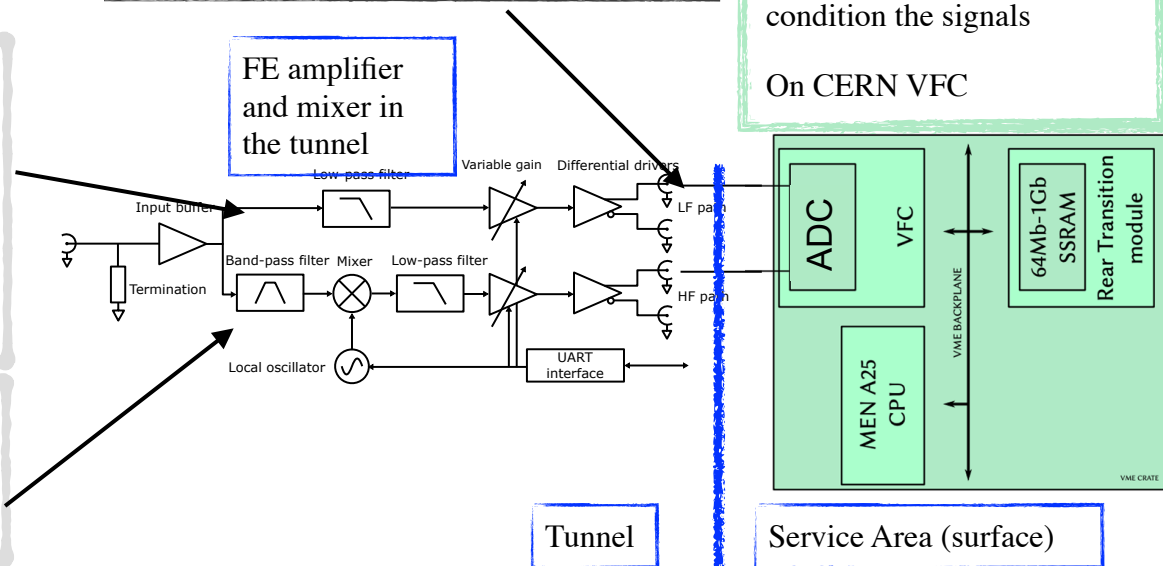 condition the signals
On CERN VFC
FE amplifier
and mixer in
the tunnel
Low-pass filter
Variable gain
Differential drivers
Input buffer
LF path
Termination
Band-pass filter
Mixer
Low-pass filter
HF path
Local oscillator
UART
interface
ADC
VFC
64Mb-1Gb
SSRAM
Rear Transition
module
VME BACKPLANE
MEN A25
CPU
VME CRATE
Tunnel
Service Area (surface)